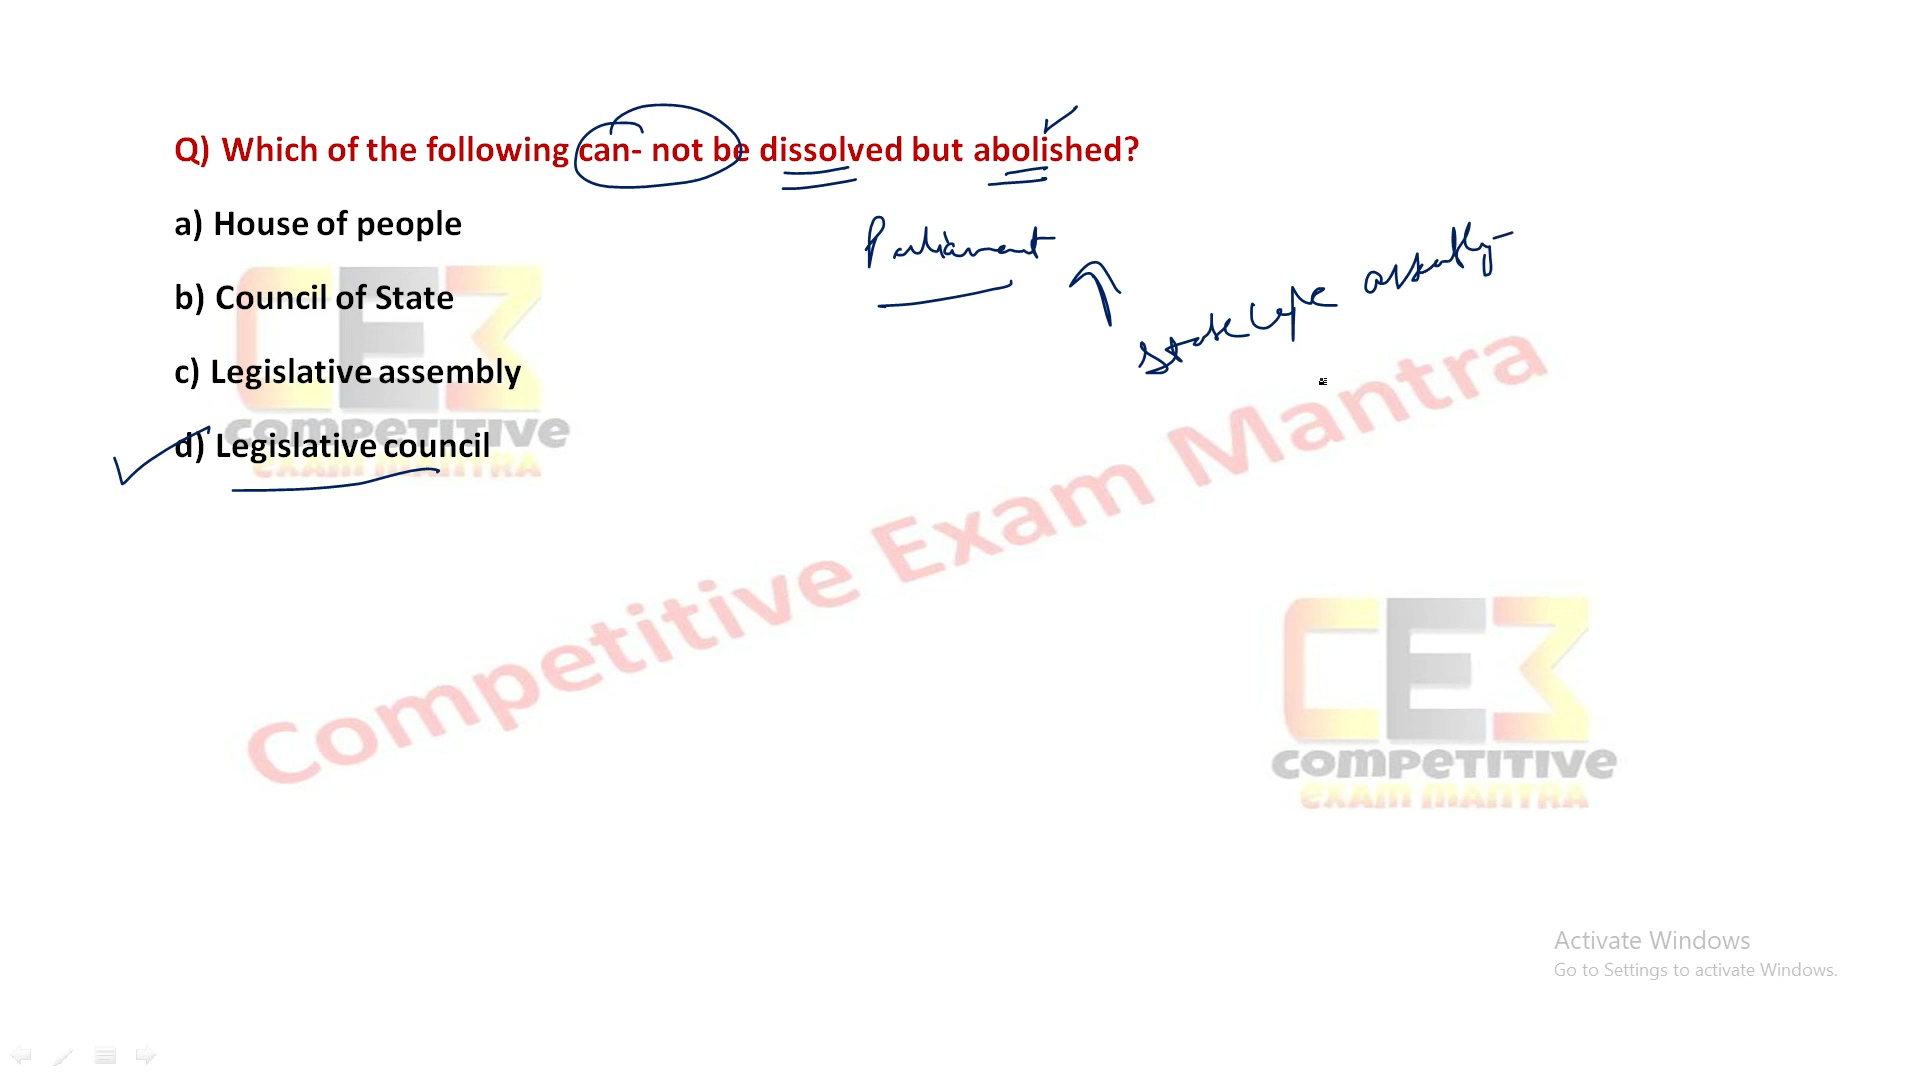 Q) Which of the following can- not be dissolved but abolished?
a) House of people
Parliament
b) Council of State
State assembly
c) Legislative assembly
d) Legislative council
COMPETITIVE
EXAM MANTRA
Competitive Exam Mantra
CEM
COMPETITIVE
EXAM MANTRA
Activate Windows
Go to Settings to activate Windows.